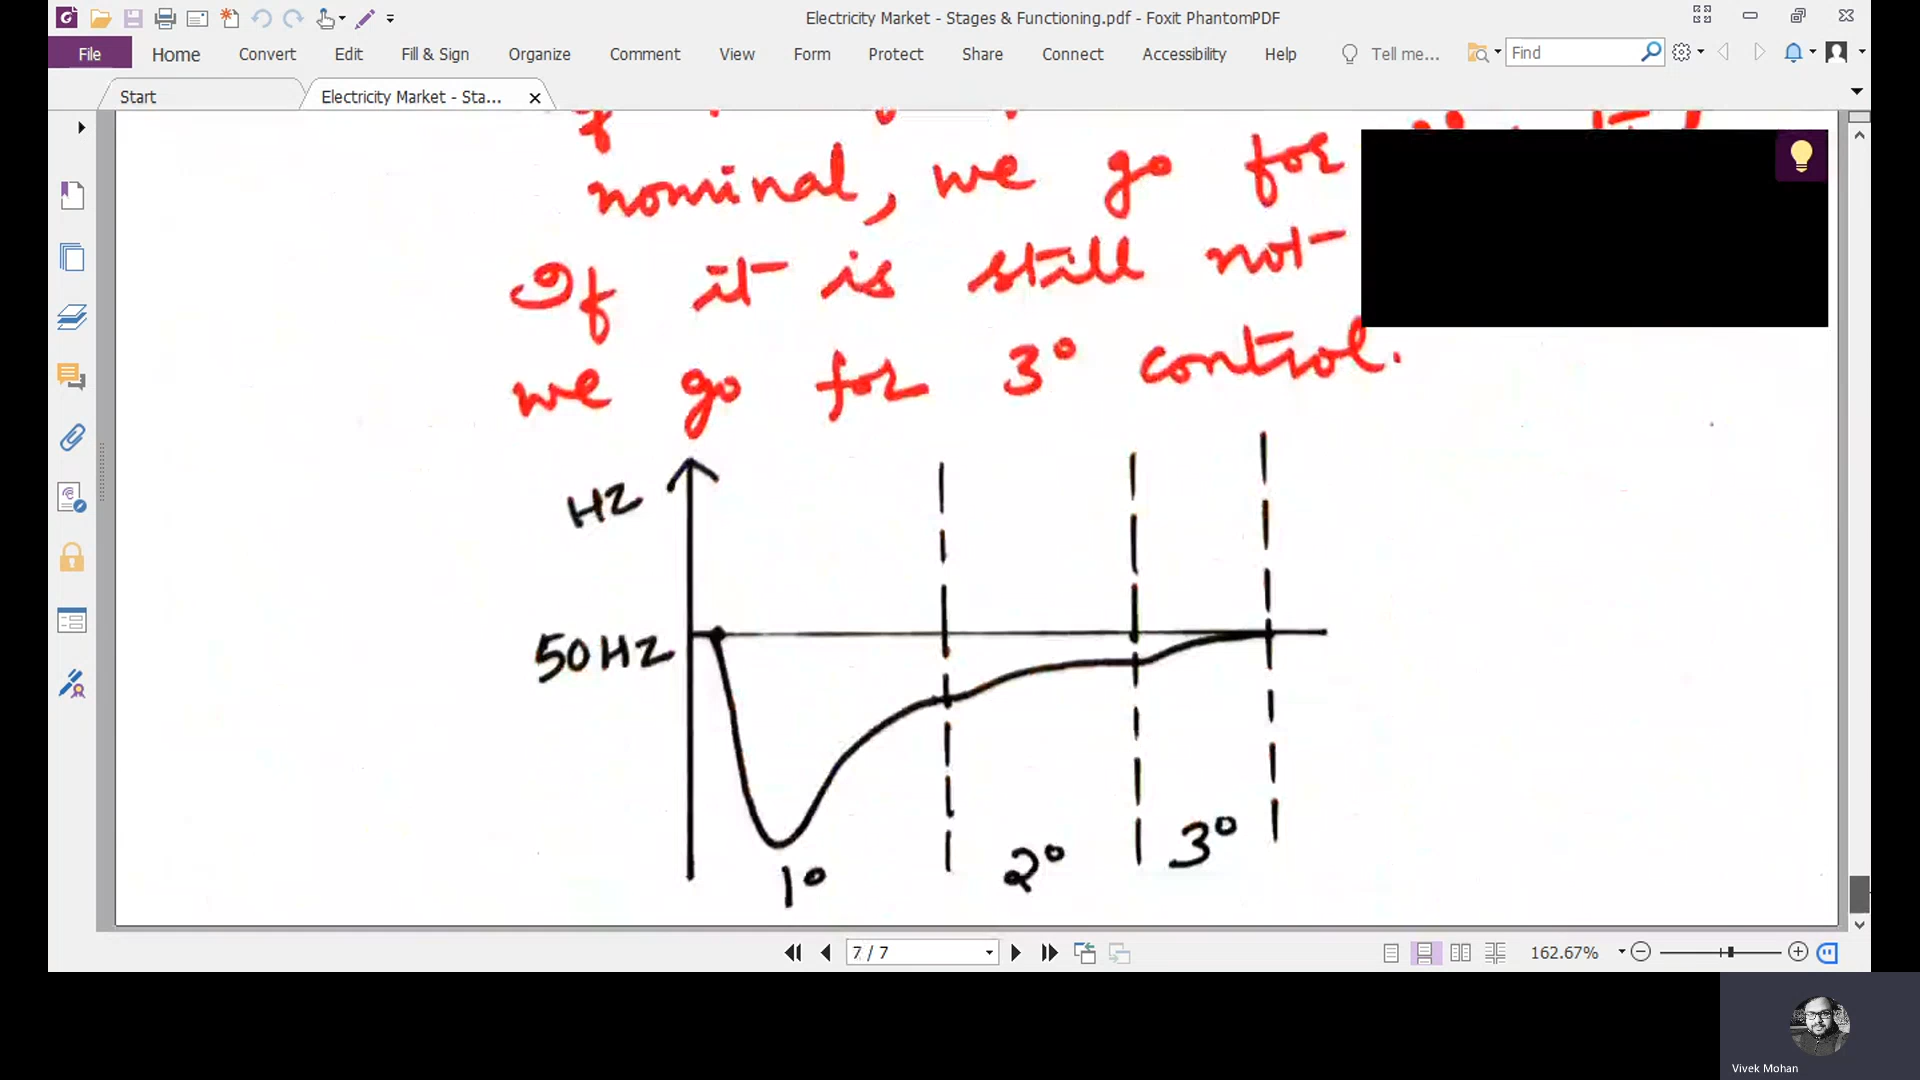 Electricity Market - Stages & Functioning.pdf - Foxit PhantomPDF
File Home Convert Edit Fill & Sign Organize Comment View Form Protect Share Connect Accessibility Help Tell me... Find
Start Electricity Market - Sta...
nominal, we go for
If it is still not
we go for 3° control.
HZ
50HZ
1° 2° 3°
7 / 7 162.67%
Vivek Mohan